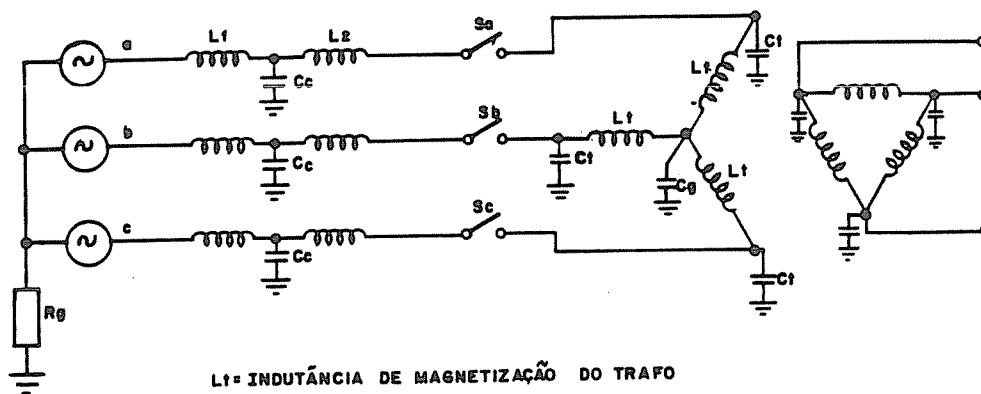 a
L1
L2
Sa
Ct
Cc
Lt
b
Sb
Lt
Cc
Ct
Cg
Lt
c
Sc
Cc
Ct
Rg
Lt= INDUTÃNCIA DE MAGNETIZAÇÃO DO TRAFO